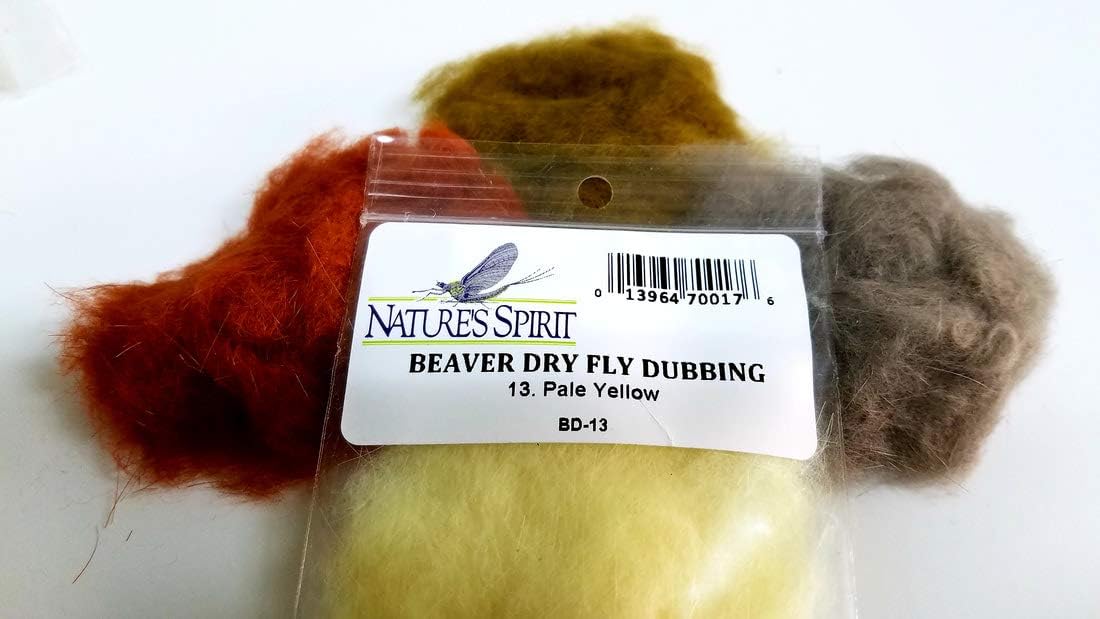 NATURE'S SPIRIT
0 13964 70017 6
BEAVER DRY FLY DUBBING
13. Pale Yellow
BD-13